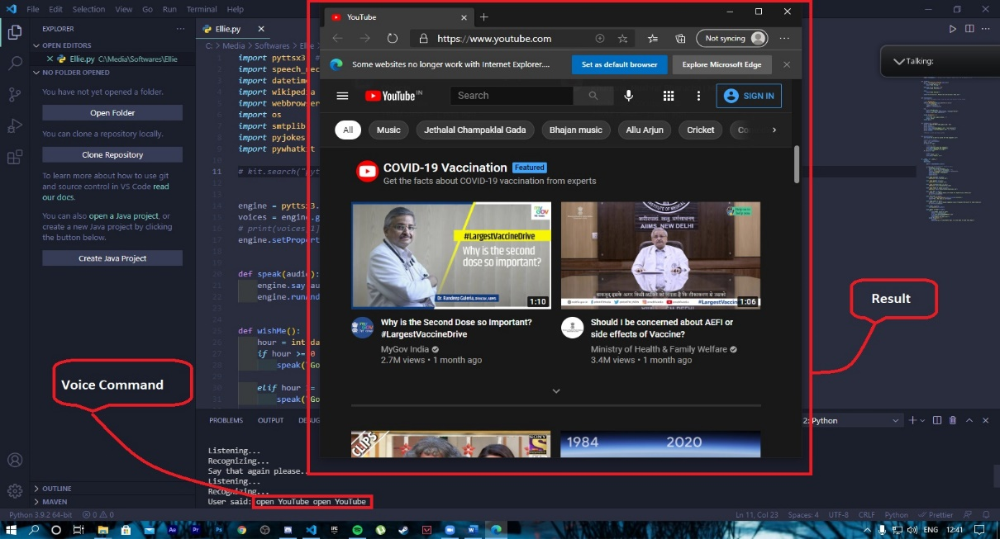 File Edit Selection View Go Run Terminal Help
EXPLORER
OPEN EDITORS
Ellie.py C:\Media\Softwares\Ellie
NO FOLDER OPENED
You have not yet opened a folder.
Open Folder
You can clone a repository locally.
Clone Repository
To learn more about how to use git
and source control in VS Code read
our docs.
You can also open a Java project, or
create a new Java project by clicking
the button below.
Create Java Project
OUTLINE
MAVEN
Ellie.py
C: > Media > Softwares > Ellie
import pyttsx3 #
import speech_rec
import datetime
import wikipedia
import webbrowser
import os
import smtplib
import pyjokes
import pywhatkit
11 # kit.search("pyt
engine = pyttsx3.
voices = engine.g
# print(voices[1]
engine.setPropert
def speak(audio):
engine.say(au
engine.runAnd
def wishMe():
hour = int(da
if hour >= 0
speak("Go
elif hour >=
speak("Go
YouTube
https://www.youtube.com
Not syncing
Some websites no longer work with Internet Explorer....
Set as default browser
Explore Microsoft Edge
YouTube IN
Search
SIGN IN
All
Music
Jethalal Champaklal Gada
Bhajan music
Allu Arjun
Cricket
Co
COVID-19 Vaccination Featured
Get the facts about COVID-19 vaccination from experts
#LargestVaccineDrive
Why is the second
dose so important?
Dr. Randeep Guleria,
1:10
AIIMS, NEW DELHI
1:06
Why is the Second Dose so Important?
#LargestVaccineDrive
MyGov India
2.7M views • 1 month ago
Should I be concerned about AEFI or
side effects of Vaccine?
Ministry of Health & Family Welfare
3.4M views • 1 month ago
CLIPS
SONY
1984 2020
Talking:
Result
Voice Command
PROBLEMS OUTPUT DEBUG
2: Python
Listening...
Recognizing...
Say that again please..
Listening...
Recognizing...
User said: open YouTube open YouTube
Python 3.9.2 64-bit 0 0
Ln 11, Col 23 Spaces: 4 UTF-8 CRLF Python Prettier
ENG 12:41